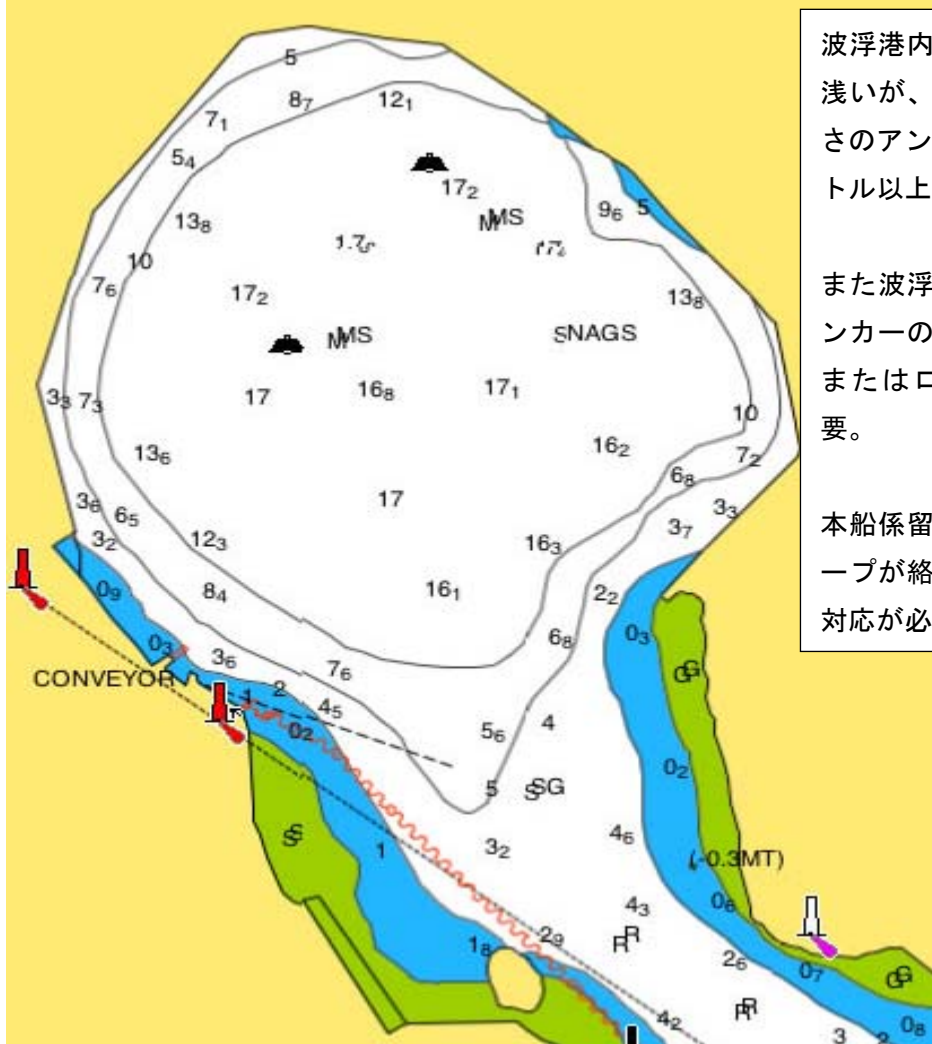 波浮港内
浅いが、
さのアン
トル以上
また波浮
ンカーの
またはロ
要。
本船係留
ープが絡
対応が必
5
8₇
12₁
7₁
5₄
17₂
MS
9₆ 5
13₈
10
7₆
17₂
13₈
MS
SNAGS
3₃ 7₃
17
16₈
17₁
10
13₆
16₂
7₂
6₈
3₆
6₅
17
3₃
3₇
3₂
12₃
16₃
0₉
8₄
16₁
2₂
0₃
6₈
0₃
3₆
7₆
CONVEYOR
1 2
4₅
0₂
5₆ 4
G
0₂
5
SG
S
1
3₂
4₆
(-0.3MT)
0₆
4₃
1₈
2₉
R
2₆
0₇
G
R
4₂
3
0₈